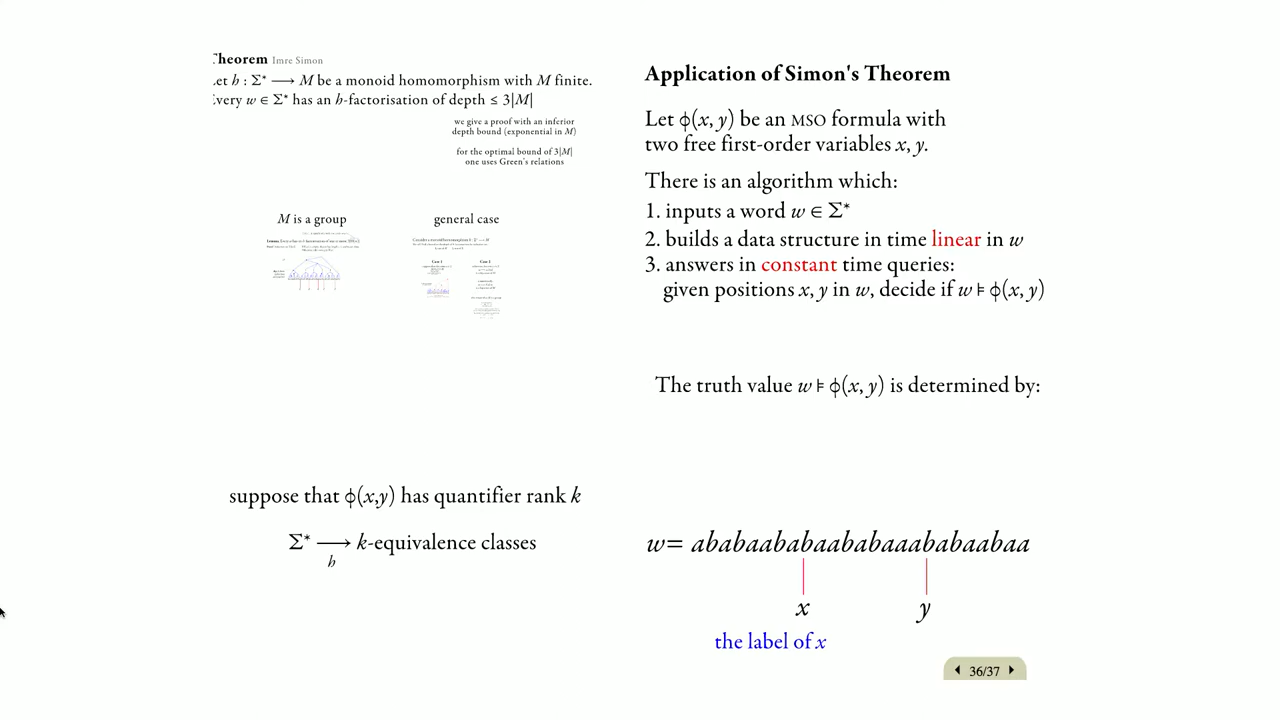 Theorem Imre Simon
Let h : Σ* ⟶ M be a monoid homomorphism with M finite.
Every w ∈ Σ* has an h-factorisation of depth ≤ 3|M|
we give a proof with an inferior
depth bound (exponential in M)
for the optimal bound of 3|M|
one uses Green's relations
M is a group
general case
suppose that ϕ(x,y) has quantifier rank k
Σ* ⟶ k-equivalence classes
h
Application of Simon's Theorem
Let ϕ(x, y) be an MSO formula with
two free first-order variables x, y.
There is an algorithm which:
1. inputs a word w ∈ Σ*
2. builds a data structure in time linear in w
3. answers in constant time queries:
given positions x, y in w, decide if w ⊧ ϕ(x, y)
The truth value w ⊧ ϕ(x, y) is determined by:
w= ababaababaababaaababaabaa
x y
the label of x
36/37